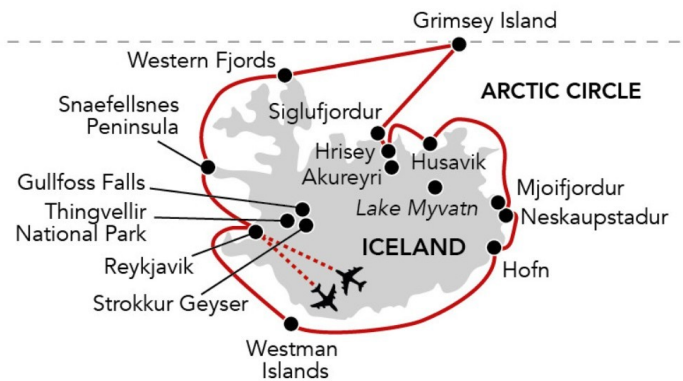 Grimsey Island
Western Fjords
ARCTIC CIRCLE
Snaefellsnes
Peninsula
Siglufjordur
Hrisey
Husavik
Akureyri
Gullfoss Falls
Mjoifjordur
Thingvellir
National Park
Lake Myvatn
Neskaupstadur
ICELAND
Reykjavik
Hofn
Strokkur Geyser
Westman
Islands